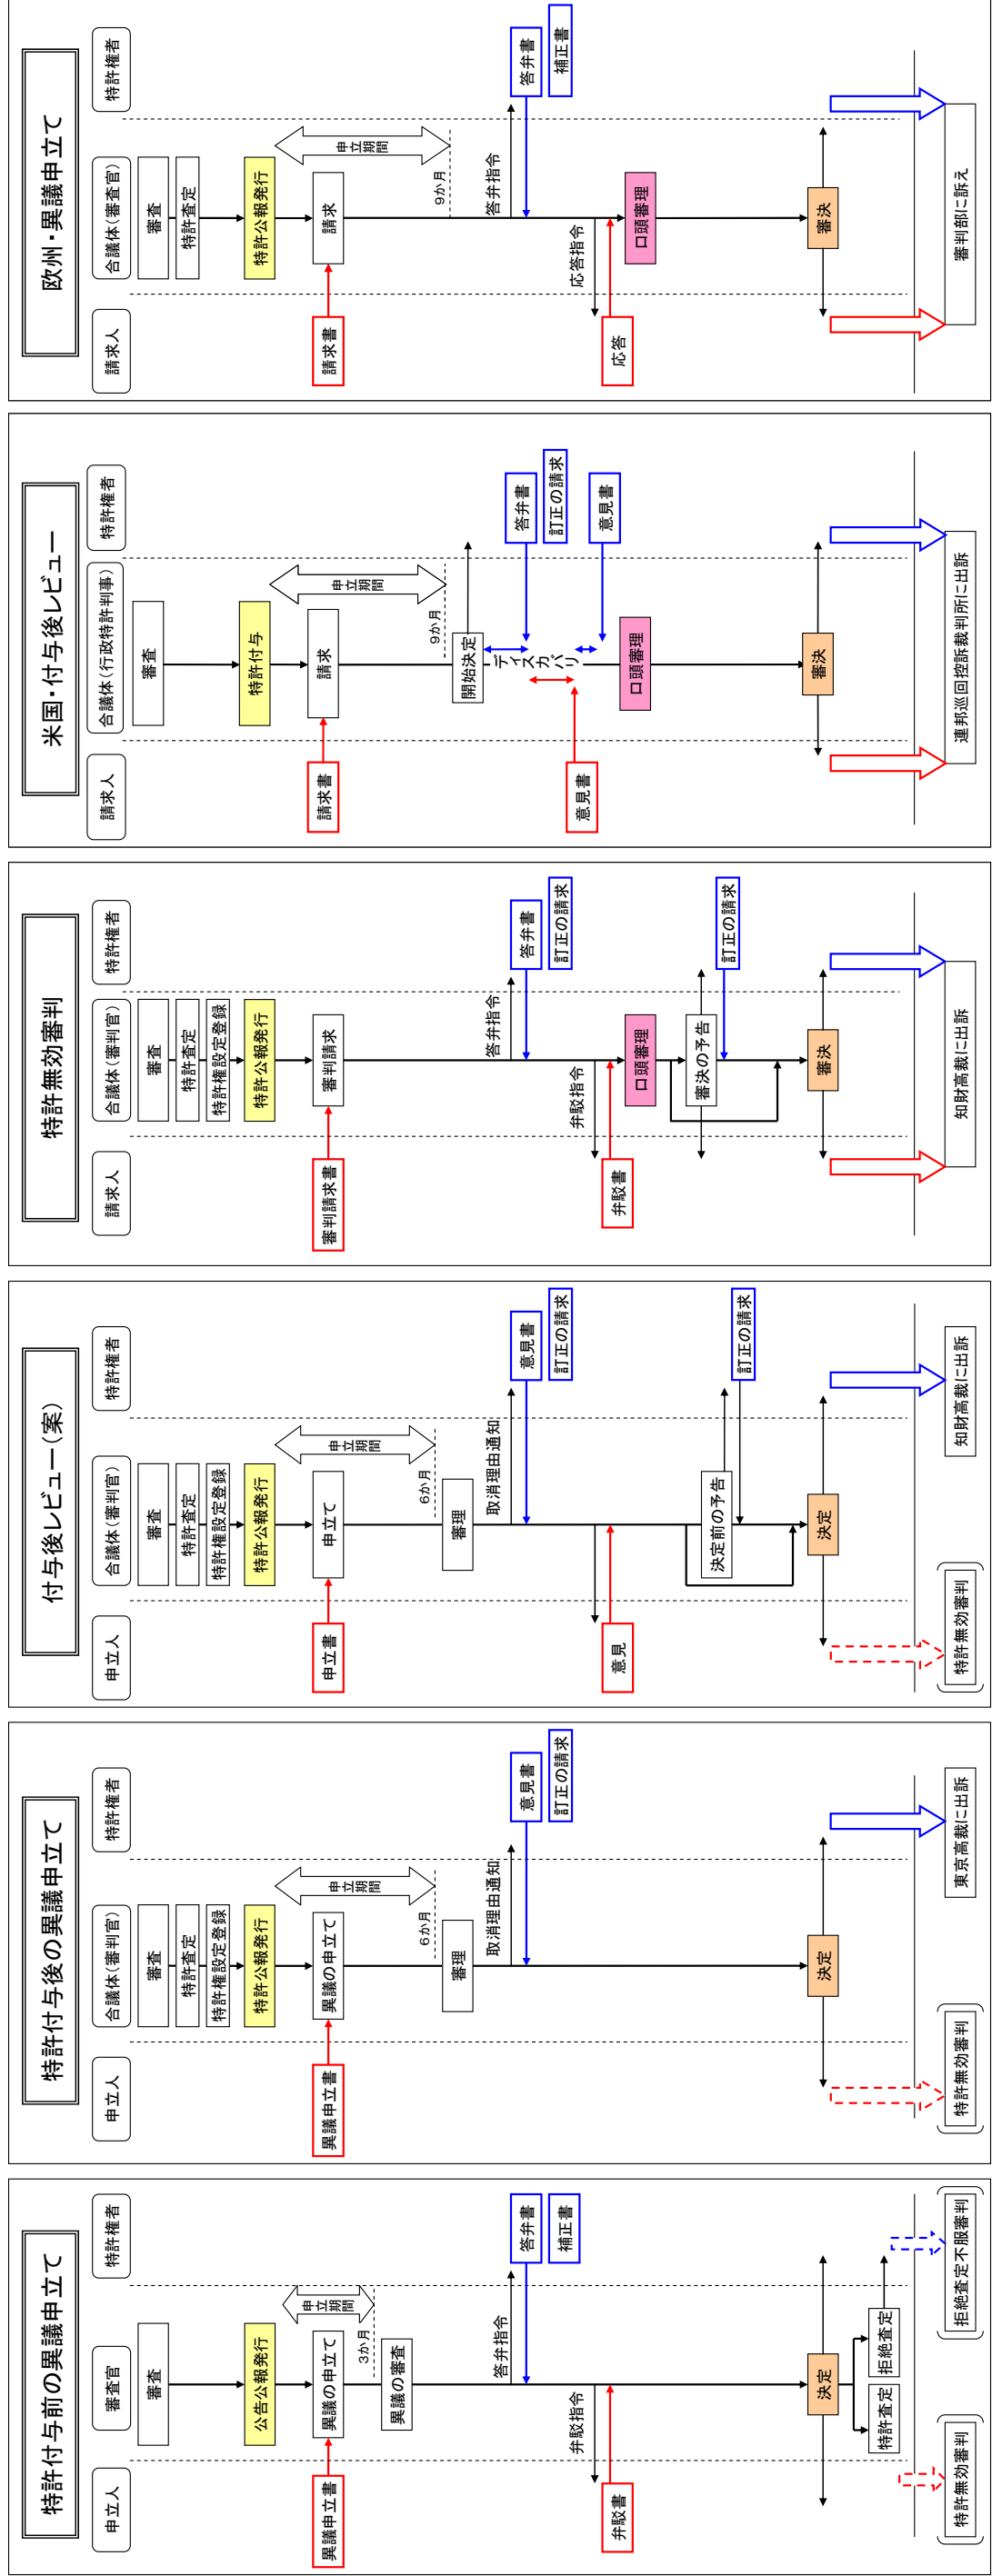 特許付与前の異議申立て
申立人
審査官
特許権者
審査
公告公報発行
異議申立書
異議の申立て
申立期間
3か月
異議の審査
答弁指令
答弁書
補正書
弁駁指令
弁駁書
決定
特許査定
拒絶査定
特許無効審判
拒絶査定不服審判
特許付与後の異議申立て
申立人
合議体(審判官)
特許権者
審査
特許査定
特許権設定登録
特許公報発行
異議申立書
異議の申立て
申立期間
6か月
審理
取消理由通知
意見書
訂正の請求
決定
特許無効審判
東京高裁に出訴
付与後レビュー(案)
申立人
合議体(審判官)
特許権者
審査
特許査定
特許権設定登録
特許公報発行
申立書
申立て
申立期間
6か月
審理
取消理由通知
意見書
訂正の請求
意見
決定前の予告
訂正の請求
決定
特許無効審判
知財高裁に出訴
特許無効審判
請求人
合議体(審判官)
特許権者
審査
特許査定
特許権設定登録
特許公報発行
審判請求書
審判請求
答弁指令
答弁書
訂正の請求
弁駁指令
弁駁書
口頭審理
審決の予告
訂正の請求
審決
知財高裁に出訴
米国・付与後レビュー
請求人
合議体(行政特許判事)
特許権者
審査
特許付与
請求書
請求
申立期間
9か月
開始決定
ディスカバリ
答弁書
訂正の請求
意見書
意見書
口頭審理
審決
連邦巡回控訴裁判所に出訴
欧州・異議申立て
請求人
合議体(審査官)
特許権者
審査
特許査定
特許公報発行
請求書
請求
申立期間
9か月
答弁指令
答弁書
補正書
応答指令
応答
口頭審理
審決
審判部に訴え